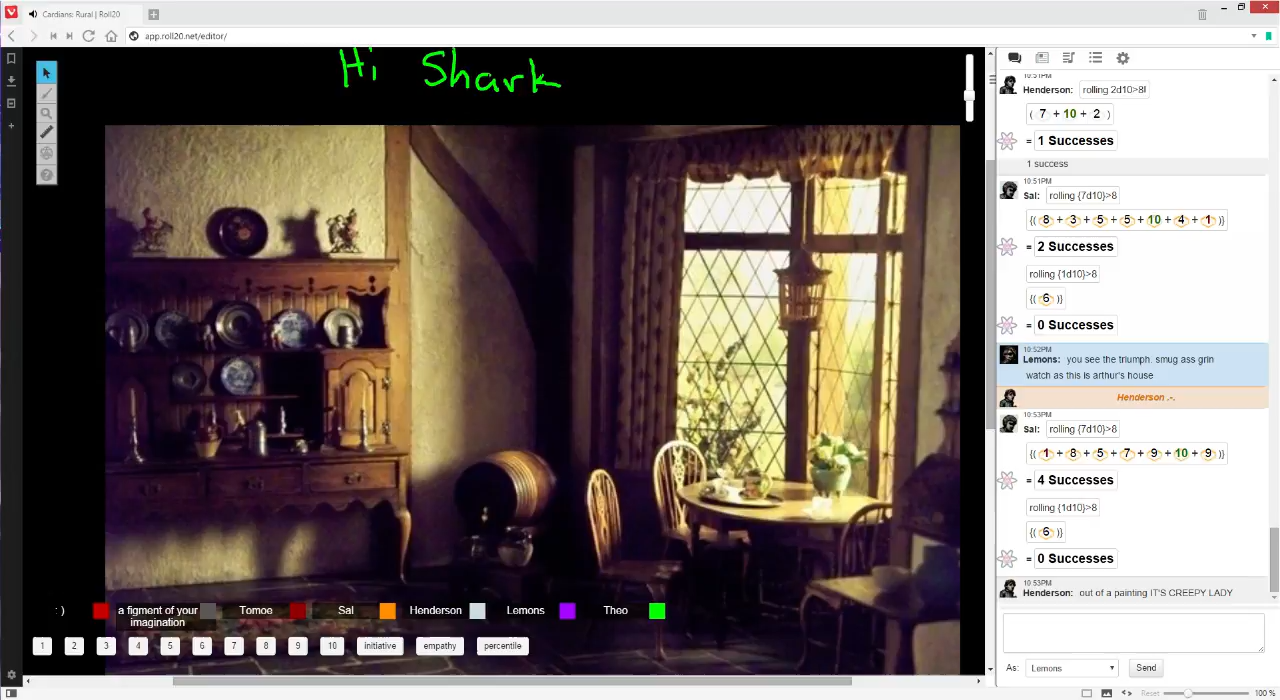 Cardians: Rural | Roll20
app.roll20.net/editor/
Hi Shark
10:51PM
Henderson: rolling 2d10>8!
( 7 + 10 + 2 )
= 1 Successes
1 success
10:51PM
Sal: rolling {7d10}>8
({ 8 + 3 + 5 + 5 + 10 + 4 + 1 )}
= 2 Successes
rolling {1d10}>8
({ 6 )}
= 0 Successes
10:52PM
Lemons: you see the triumph. smug ass grin
watch as this is arthur's house
Henderson .-.
10:53PM
Sal: rolling {7d10}>8
({ 1 + 8 + 5 + 7 + 9 + 10 + 9 )}
= 4 Successes
rolling {1d10}>8
({ 6 )}
= 0 Successes
10:53PM
Henderson: out of a painting IT'S CREEPY LADY
: ) a figment of your imagination Tomoe Sal Henderson Lemons Theo
1 2 3 4 5 6 7 8 9 10 initiative empathy percentile
As: Lemons Send
Reset 100 %